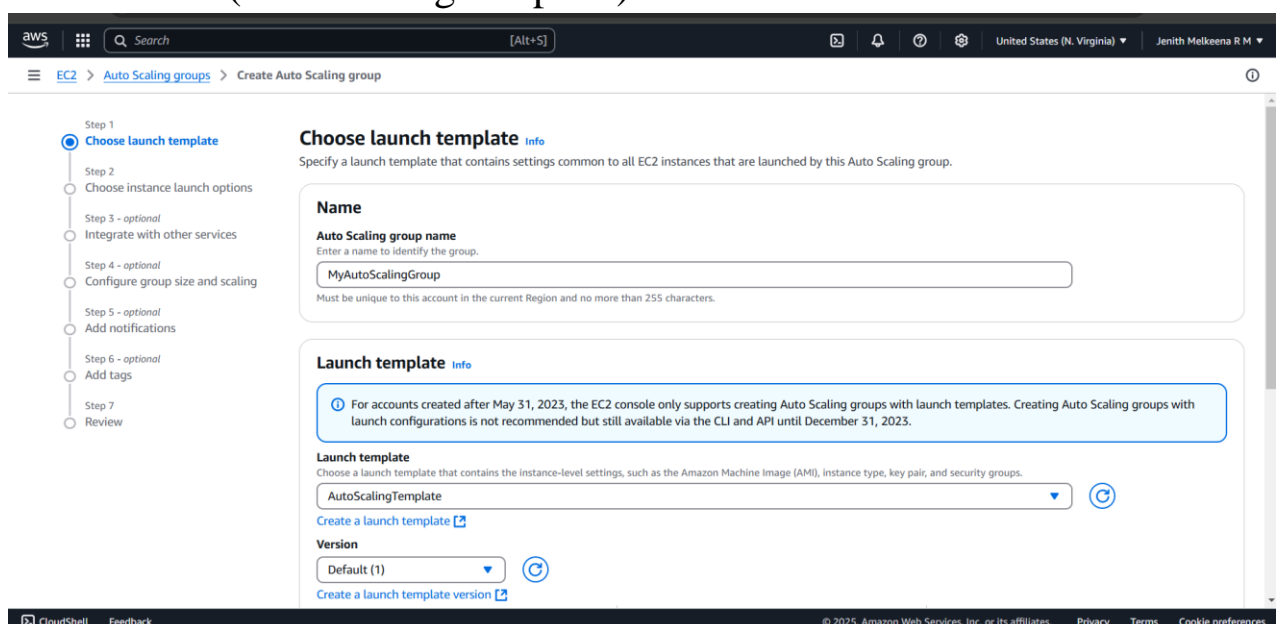 aws
Search
[Alt+S]
United States (N. Virginia)
Jenith Melkeena R M
EC2 > Auto Scaling groups > Create Auto Scaling group
Step 1
Choose launch template
Step 2
Choose instance launch options
Step 3 - optional
Integrate with other services
Step 4 - optional
Configure group size and scaling
Step 5 - optional
Add notifications
Step 6 - optional
Add tags
Step 7
Review
Choose launch template Info
Specify a launch template that contains settings common to all EC2 instances that are launched by this Auto Scaling group.
Name
Auto Scaling group name
Enter a name to identify the group.
MyAutoScalingGroup
Must be unique to this account in the current Region and no more than 255 characters.
Launch template Info
For accounts created after May 31, 2023, the EC2 console only supports creating Auto Scaling groups with launch templates. Creating Auto Scaling groups with
launch configurations is not recommended but still available via the CLI and API until December 31, 2023.
Launch template
Choose a launch template that contains the instance-level settings, such as the Amazon Machine Image (AMI), instance type, key pair, and security groups.
AutoScalingTemplate
Create a launch template
Version
Default (1)
Create a launch template version
CloudShell Feedback
© 2025, Amazon Web Services, Inc. or its affiliates. Privacy Terms Cookie preferences